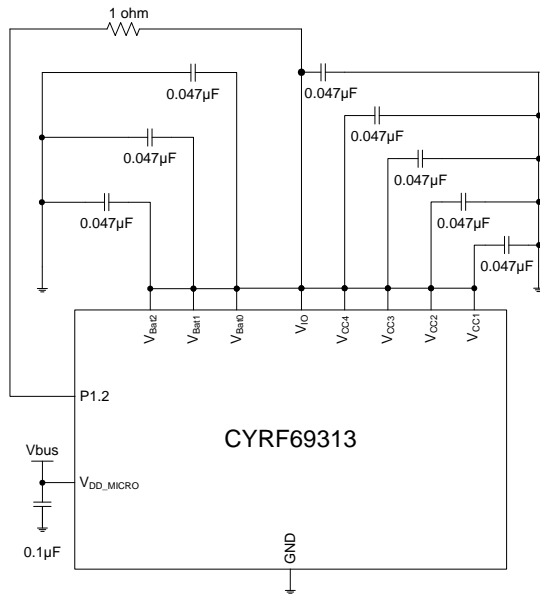 1 ohm
0.047µF
0.047µF
0.047µF
0.047µF
0.047µF
0.047µF
0.047µF
0.047µF
VBat2
VBat1
VBat0
VIO
VCC4
VCC3
VCC2
VCC1
P1.2
CYRF69313
Vbus
VDD_MICRO
0.1µF
GND